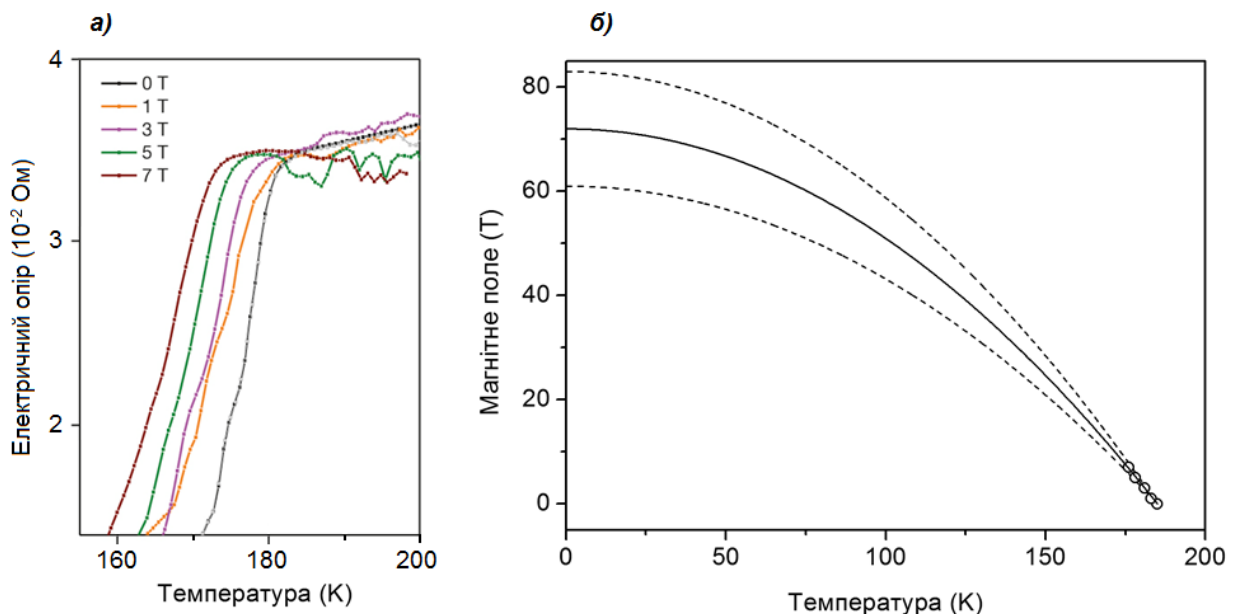 а)
4
3
2
0 T
1 T
3 T
5 T
7 T
Електричний опір (10⁻² Ом)
160
180
200
Температура (K)
б)
80
60
40
20
0
Магнітне поле (T)
0
50
100
150
200
Температура (K)